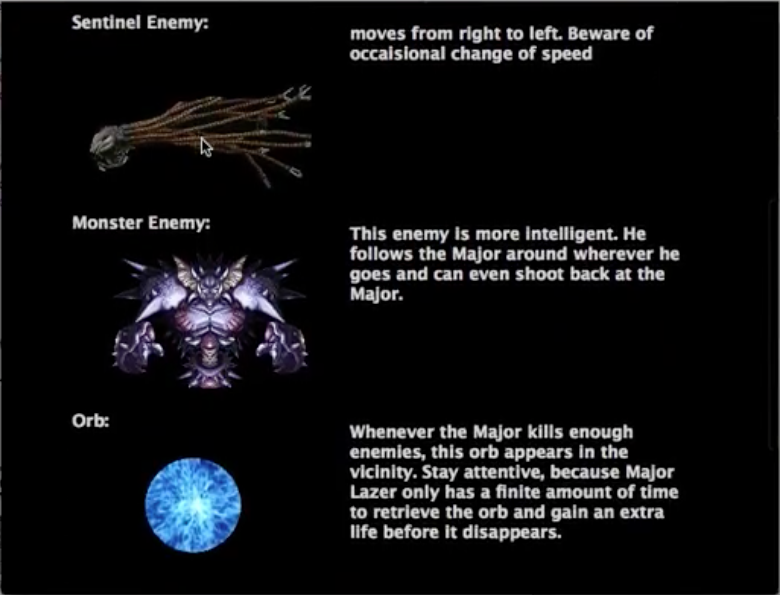 Sentinel Enemy:
moves from right to left. Beware of
occaisional change of speed
Monster Enemy:
This enemy is more intelligent. He
follows the Major around wherever he
goes and can even shoot back at the
Major.
Orb:
Whenever the Major kills enough
enemies, this orb appears in the
vicinity. Stay attentive, because Major
Lazer only has a finite amount of time
to retrieve the orb and gain an extra
life before it disappears.